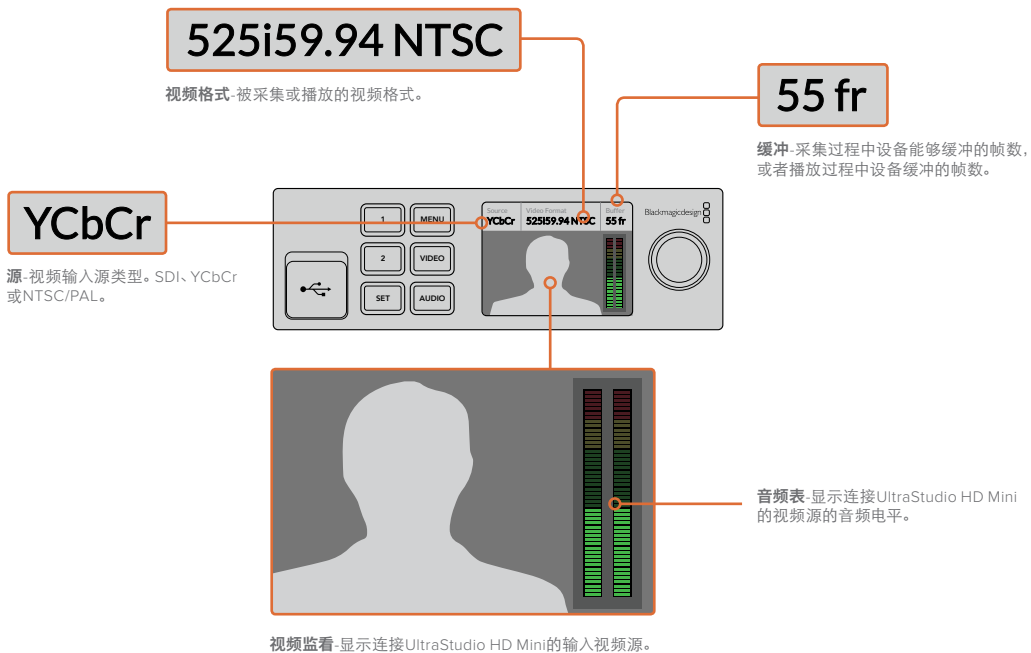 525i59.94 NTSC
视频格式-被采集或播放的视频格式。
55 fr
缓冲-采集过程中设备能够缓冲的帧数，
或者播放过程中设备缓冲的帧数。
YCbCr
源-视频输入源类型。SDI、YCbCr
或NTSC/PAL。
1
MENU
2
VIDEO
SET
AUDIO
Source
Video Format
Buffer
YCbCr
525i59.94 NTSC
55 fr
Blackmagicdesign
音频表-显示连接UltraStudio HD Mini
的视频源的音频电平。
视频监看-显示连接UltraStudio HD Mini的输入视频源。